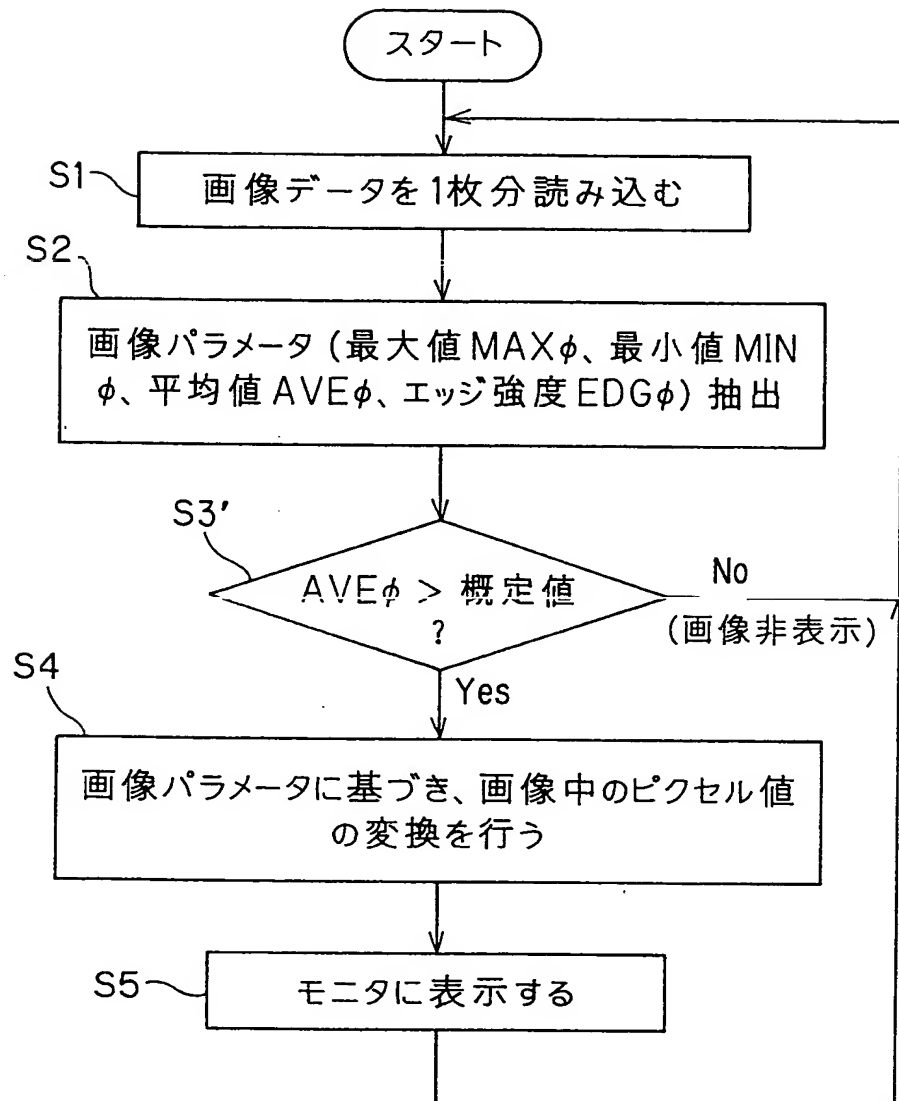 スタート
S1
画像データを1枚分読み込む
S2
画像パラメータ(最大値MAXφ、最小値MIN
φ、平均値AVEφ、エッジ強度EDGφ)抽出
S3'
AVEφ > 概定値
?
No
(画像非表示)
Yes
S4
画像パラメータに基づき、画像中のピクセル値
の変換を行う
S5
モニタに表示する